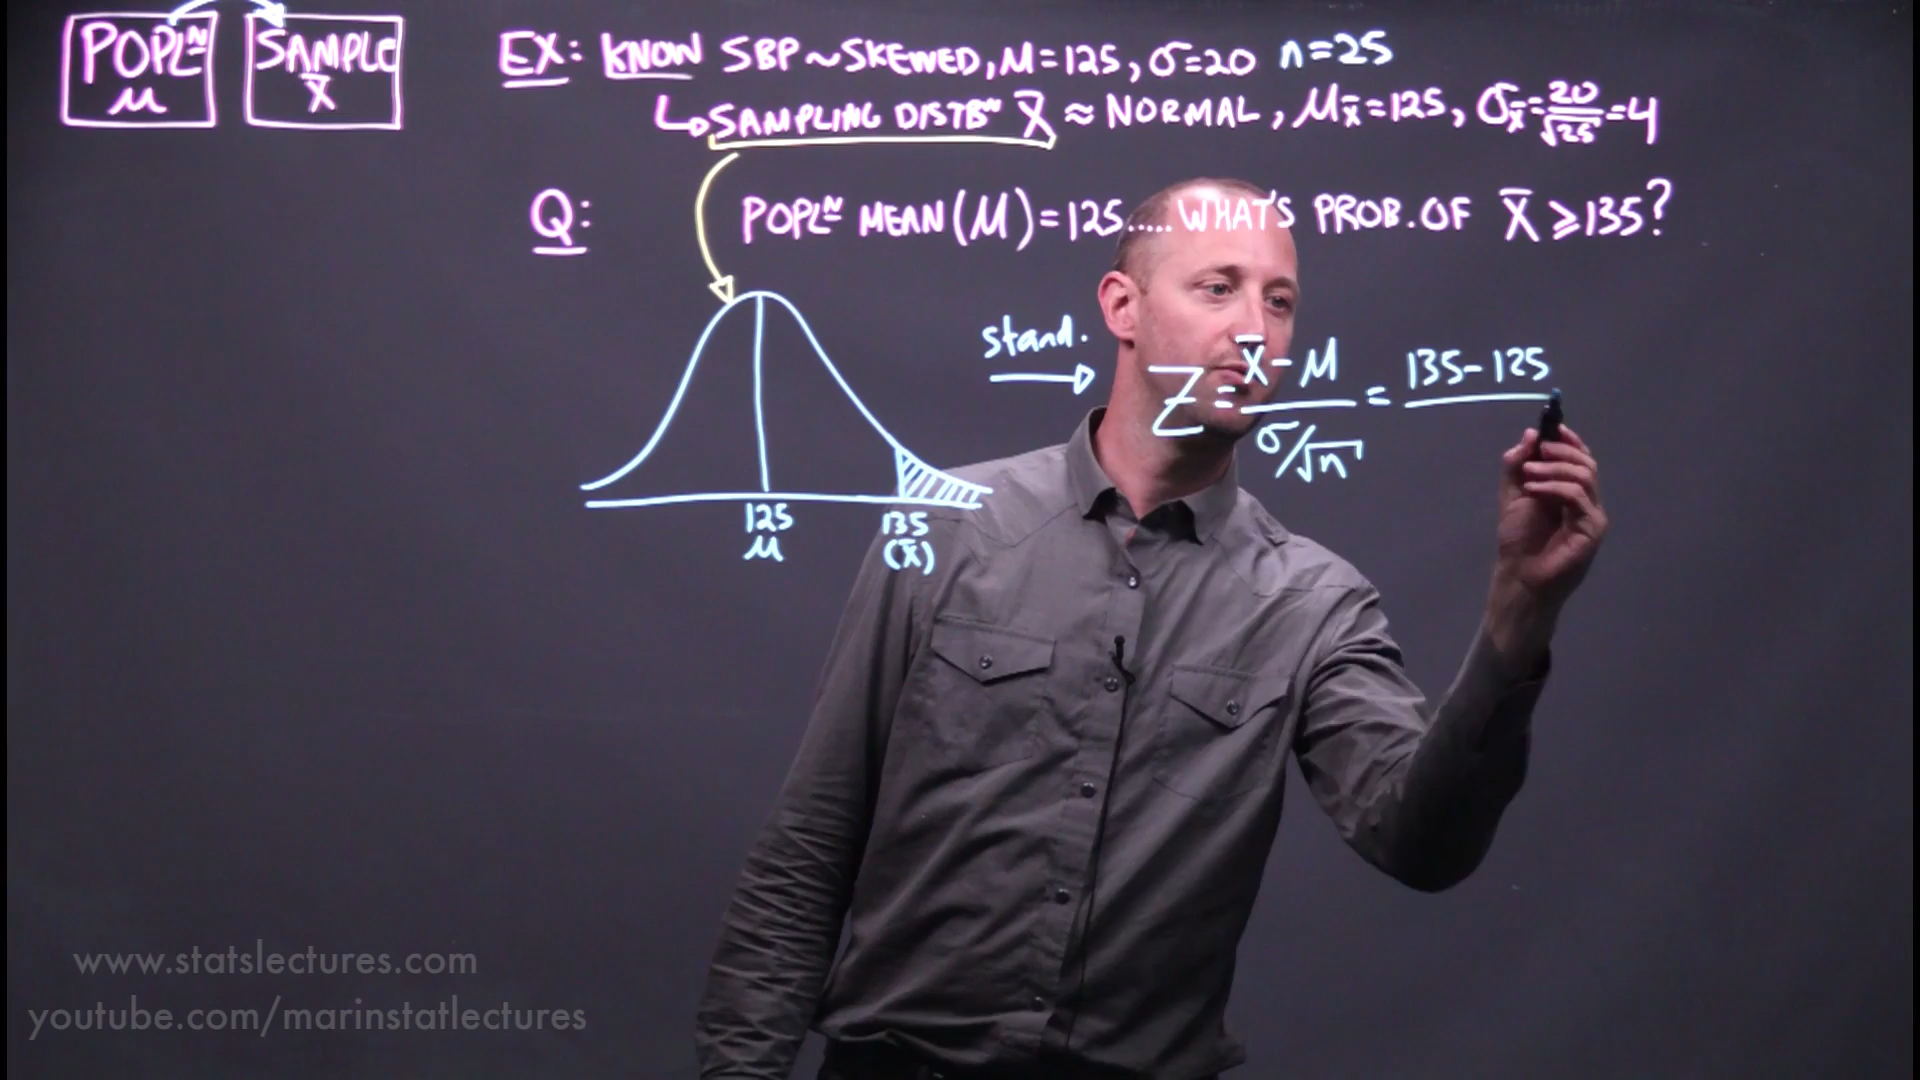 POPLᴺ
μ
SAMPLE
x̄
EX: KNOW SBP ~ SKEWED, μ=125, σ=20 n=25
↳ SAMPLING DISTBᴺ X̄ ≈ NORMAL, μx̄=125, σx̄=20/√25=4
Q: POPLᴺ MEAN (μ)=125..... WHAT'S PROB. OF X̄ ≥ 135?
stand.
Z = x̄ - μ / σ/√n = 135 - 125
125
μ
135
(x̄)
www.statslectures.com
youtube.com/marinstatlectures